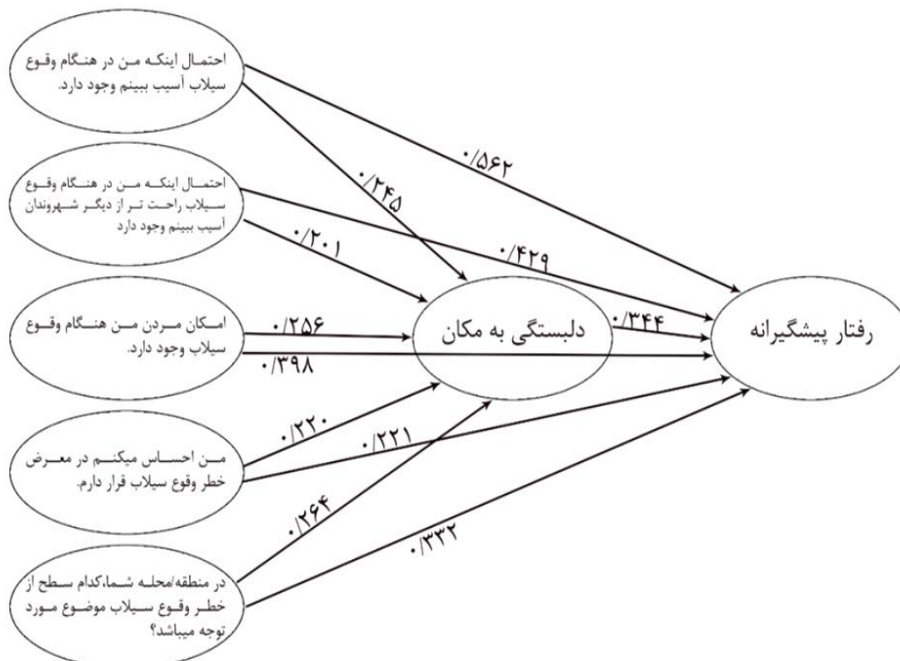 احتمال اینکه من در هنگام وقوع
سیلاب آسیب ببینم وجود دارد.
۰/۵۶۲
۰/۲۴۵
احتمال اینکه من در هنگام وقوع
سیلاب راحت تر از دیگر شهروندان
آسیب ببینم وجود دارد
۰/۴۲۹
۰/۲۰۱
امکان مردن من هنگام وقوع
سیلاب وجود دارد.
۰/۲۵۶
۰/۳۹۸
دلبستگی به مکان
۰/۳۴۴
رفتار پیشگیرانه
من احساس میکنم در معرض
خطر وقوع سیلاب قرار دارم.
۰/۲۲۰
۰/۲۲۱
در منطقه/محله شما،کدام سطح از
خطر وقوع سیلاب موضوع مورد
توجه میباشد؟
۰/۲۶۴
۰/۳۳۲